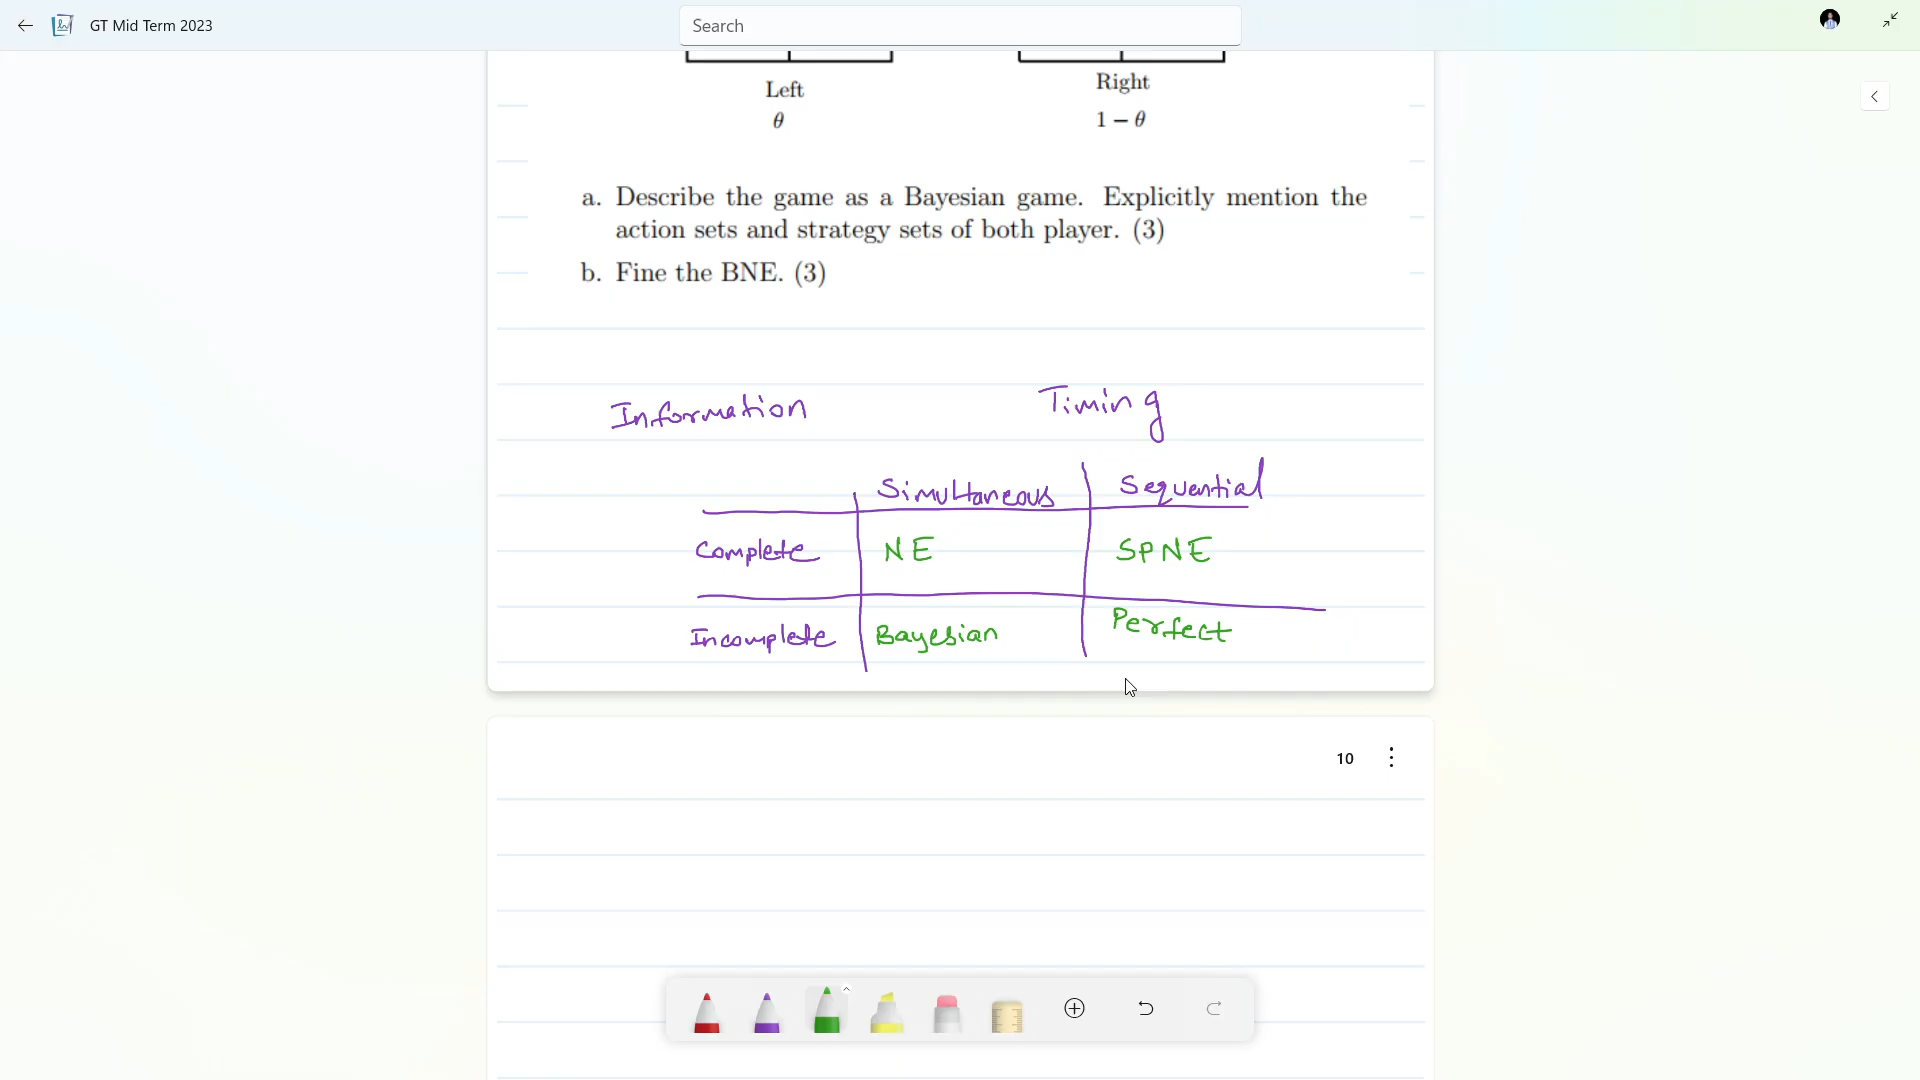 GT Mid Term 2023
Search
Left
Right
θ
1 − θ
a. Describe the game as a Bayesian game. Explicitly mention the
action sets and strategy sets of both player. (3)
b. Fine the BNE. (3)
Information
Timing
Simultaneous
Sequential
Complete
NE
SPNE
Incomplete
Bayesian
Perfect
10